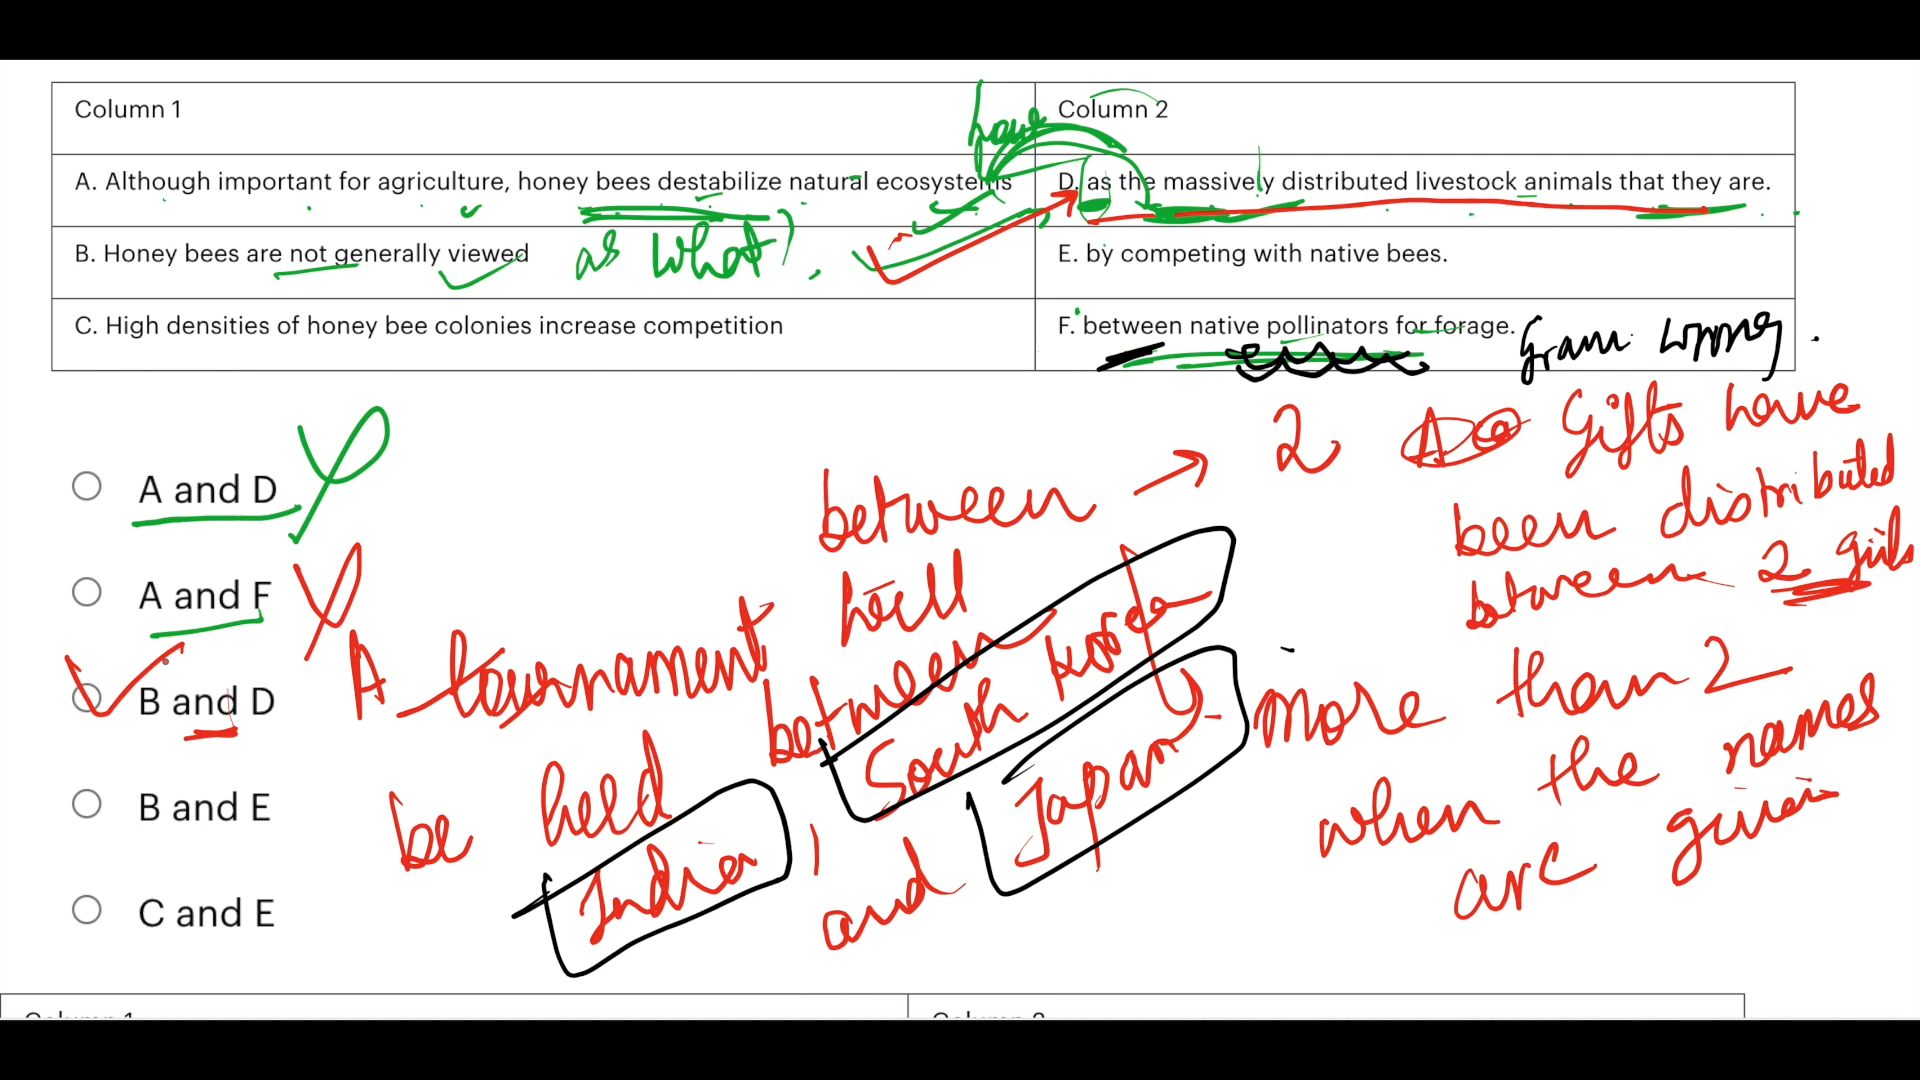 Column 1
Column 2
have
A. Although important for agriculture, honey bees destabilize natural ecosystems
D. as the massively distributed livestock animals that they are.
B. Honey bees are not generally viewed
as what?
E. by competing with native bees.
C. High densities of honey bee colonies increase competition
F. between native pollinators for forage.
Gram wrong.
A and D
A and F
B and D
B and E
C and E
between → 2
Gifts have
been distributed
between 2 girls
more than 2
when the names
are given
A tournament
be held
between
South Korea
India,
and
Japan